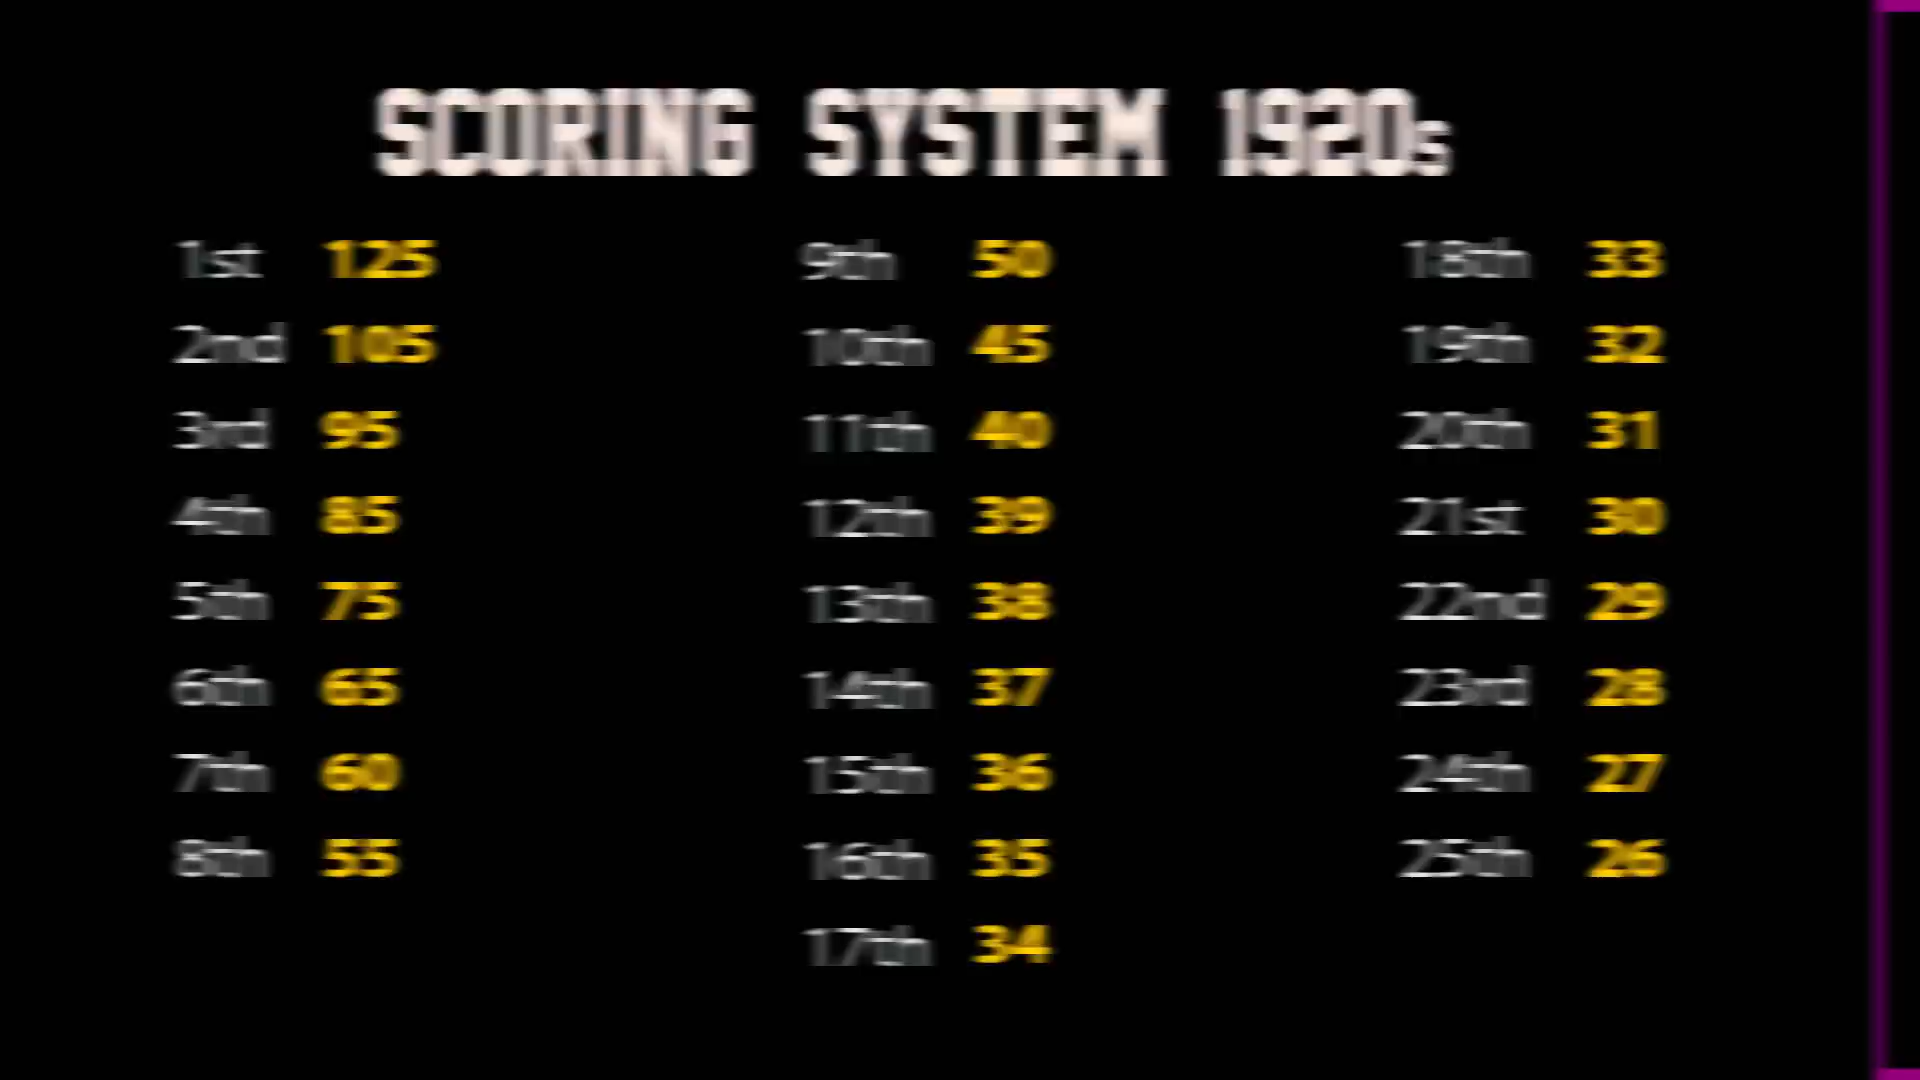 SCORING SYSTEM 1920s
1st 125
2nd 105
3rd 95
4th 85
5th 75
6th 65
7th 60
8th 55
9th 50
10th 45
11th 40
12th 39
13th 38
14th 37
15th 36
16th 35
17th 34
18th 33
19th 32
20th 31
21st 30
22nd 29
23rd 28
24th 27
25th 26